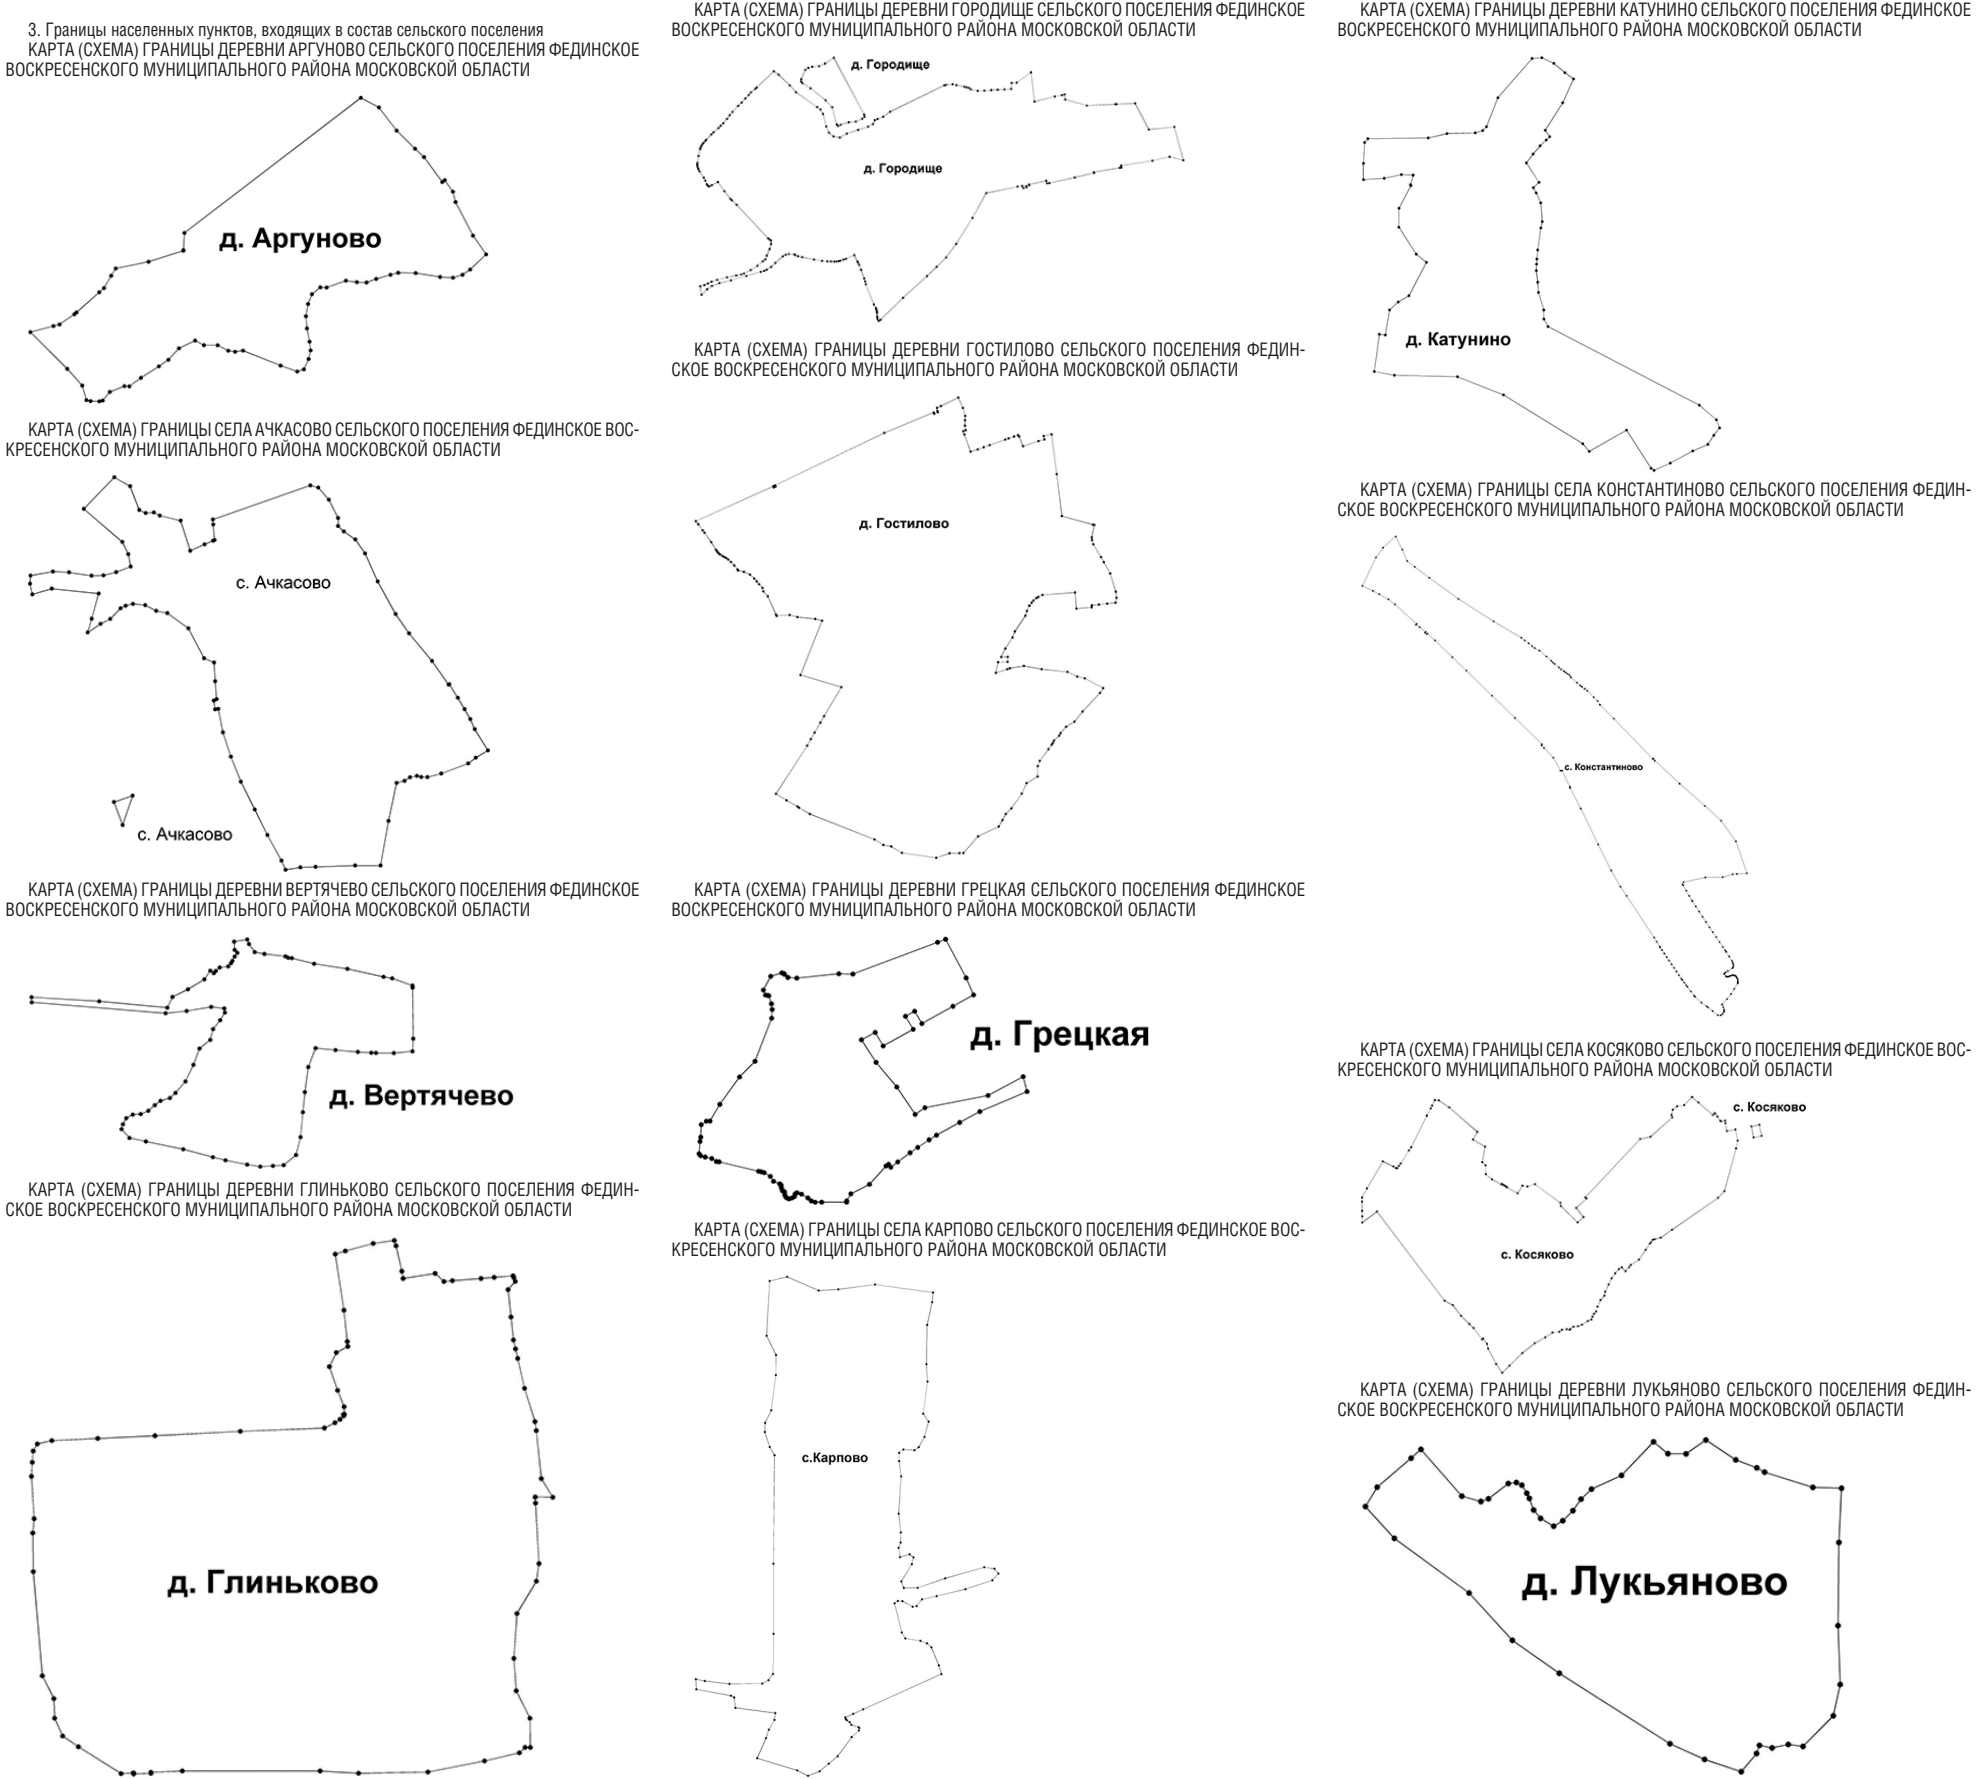 3. Границы населенных пунктов, входящих в состав сельского поселения
КАРТА (СХЕМА) ГРАНИЦЫ ДЕРЕВНИ АРГУНОВО СЕЛЬСКОГО ПОСЕЛЕНИЯ ФЕДИНСКОЕ
ВОСКРЕСЕНСКОГО МУНИЦИПАЛЬНОГО РАЙОНА МОСКОВСКОЙ ОБЛАСТИ
д. Аргуново
КАРТА (СХЕМА) ГРАНИЦЫ СЕЛА АЧКАСОВО СЕЛЬСКОГО ПОСЕЛЕНИЯ ФЕДИНСКОЕ ВОС-
КРЕСЕНСКОГО МУНИЦИПАЛЬНОГО РАЙОНА МОСКОВСКОЙ ОБЛАСТИ
с. Ачкасово
с. Ачкасово
КАРТА (СХЕМА) ГРАНИЦЫ ДЕРЕВНИ ВЕРТЯЧЕВО СЕЛЬСКОГО ПОСЕЛЕНИЯ ФЕДИНСКОЕ
ВОСКРЕСЕНСКОГО МУНИЦИПАЛЬНОГО РАЙОНА МОСКОВСКОЙ ОБЛАСТИ
д. Вертячево
КАРТА (СХЕМА) ГРАНИЦЫ ДЕРЕВНИ ГЛИНЬКОВО СЕЛЬСКОГО ПОСЕЛЕНИЯ ФЕДИН-
СКОЕ ВОСКРЕСЕНСКОГО МУНИЦИПАЛЬНОГО РАЙОНА МОСКОВСКОЙ ОБЛАСТИ
д. Глиньково
КАРТА (СХЕМА) ГРАНИЦЫ ДЕРЕВНИ ГОРОДИЩЕ СЕЛЬСКОГО ПОСЕЛЕНИЯ ФЕДИНСКОЕ
ВОСКРЕСЕНСКОГО МУНИЦИПАЛЬНОГО РАЙОНА МОСКОВСКОЙ ОБЛАСТИ
д. Городище
д. Городище
КАРТА (СХЕМА) ГРАНИЦЫ ДЕРЕВНИ ГОСТИЛОВО СЕЛЬСКОГО ПОСЕЛЕНИЯ ФЕДИН-
СКОЕ ВОСКРЕСЕНСКОГО МУНИЦИПАЛЬНОГО РАЙОНА МОСКОВСКОЙ ОБЛАСТИ
д. Гостилово
КАРТА (СХЕМА) ГРАНИЦЫ ДЕРЕВНИ ГРЕЦКАЯ СЕЛЬСКОГО ПОСЕЛЕНИЯ ФЕДИНСКОЕ
ВОСКРЕСЕНСКОГО МУНИЦИПАЛЬНОГО РАЙОНА МОСКОВСКОЙ ОБЛАСТИ
д. Грецкая
КАРТА (СХЕМА) ГРАНИЦЫ СЕЛА КАРПОВО СЕЛЬСКОГО ПОСЕЛЕНИЯ ФЕДИНСКОЕ ВОС-
КРЕСЕНСКОГО МУНИЦИПАЛЬНОГО РАЙОНА МОСКОВСКОЙ ОБЛАСТИ
с.Карпово
КАРТА (СХЕМА) ГРАНИЦЫ ДЕРЕВНИ КАТУНИНО СЕЛЬСКОГО ПОСЕЛЕНИЯ ФЕДИНСКОЕ
ВОСКРЕСЕНСКОГО МУНИЦИПАЛЬНОГО РАЙОНА МОСКОВСКОЙ ОБЛАСТИ
д. Катунино
КАРТА (СХЕМА) ГРАНИЦЫ СЕЛА КОНСТАНТИНОВО СЕЛЬСКОГО ПОСЕЛЕНИЯ ФЕДИН-
СКОЕ ВОСКРЕСЕНСКОГО МУНИЦИПАЛЬНОГО РАЙОНА МОСКОВСКОЙ ОБЛАСТИ
с. Константиново
КАРТА (СХЕМА) ГРАНИЦЫ СЕЛА КОСЯКОВО СЕЛЬСКОГО ПОСЕЛЕНИЯ ФЕДИНСКОЕ ВОС-
КРЕСЕНСКОГО МУНИЦИПАЛЬНОГО РАЙОНА МОСКОВСКОЙ ОБЛАСТИ
с. Косяково
с. Косяково
КАРТА (СХЕМА) ГРАНИЦЫ ДЕРЕВНИ ЛУКЬЯНОВО СЕЛЬСКОГО ПОСЕЛЕНИЯ ФЕДИН-
СКОЕ ВОСКРЕСЕНСКОГО МУНИЦИПАЛЬНОГО РАЙОНА МОСКОВСКОЙ ОБЛАСТИ
д. Лукьяново